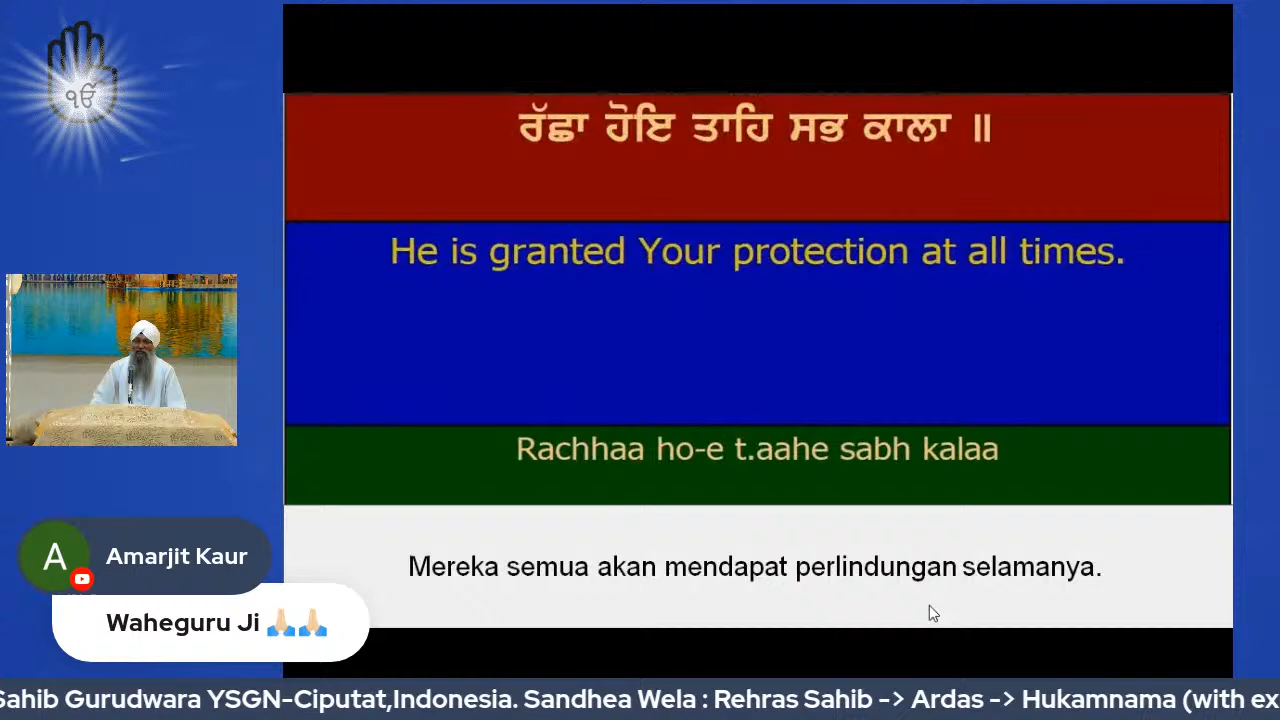 ੴ
ਰੱਛਾ ਹੋਇ ਤਾਹਿ ਸਭ ਕਾਲਾ ॥
He is granted Your protection at all times.
Rachhaa ho-e t.aahe sabh kalaa
Mereka semua akan mendapat perlindungan selamanya.
A
Amarjit Kaur
Waheguru Ji 🙏🏻🙏🏻
Sahib Gurudwara YSGN-Ciputat,Indonesia. Sandhea Wela : Rehras Sahib -> Ardas -> Hukamnama (with ex